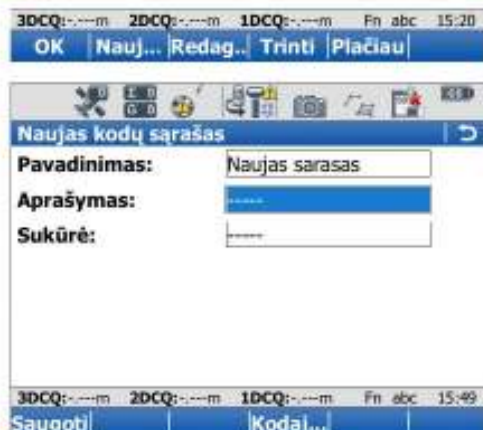 3DCQ:-.---m 2DCQ:-.---m 1DCQ:-.---m Fn abc 15:20
OK Nauj... Redag.. Trinti Plačiau
Naujas kodų sąrašas
Pavadinimas: Naujas sarasas
Aprašymas: -----
Sukūrė: -----
3DCQ:-.---m 2DCQ:-.---m 1DCQ:-.---m Fn abc 15:49
Saugoti Kodai...